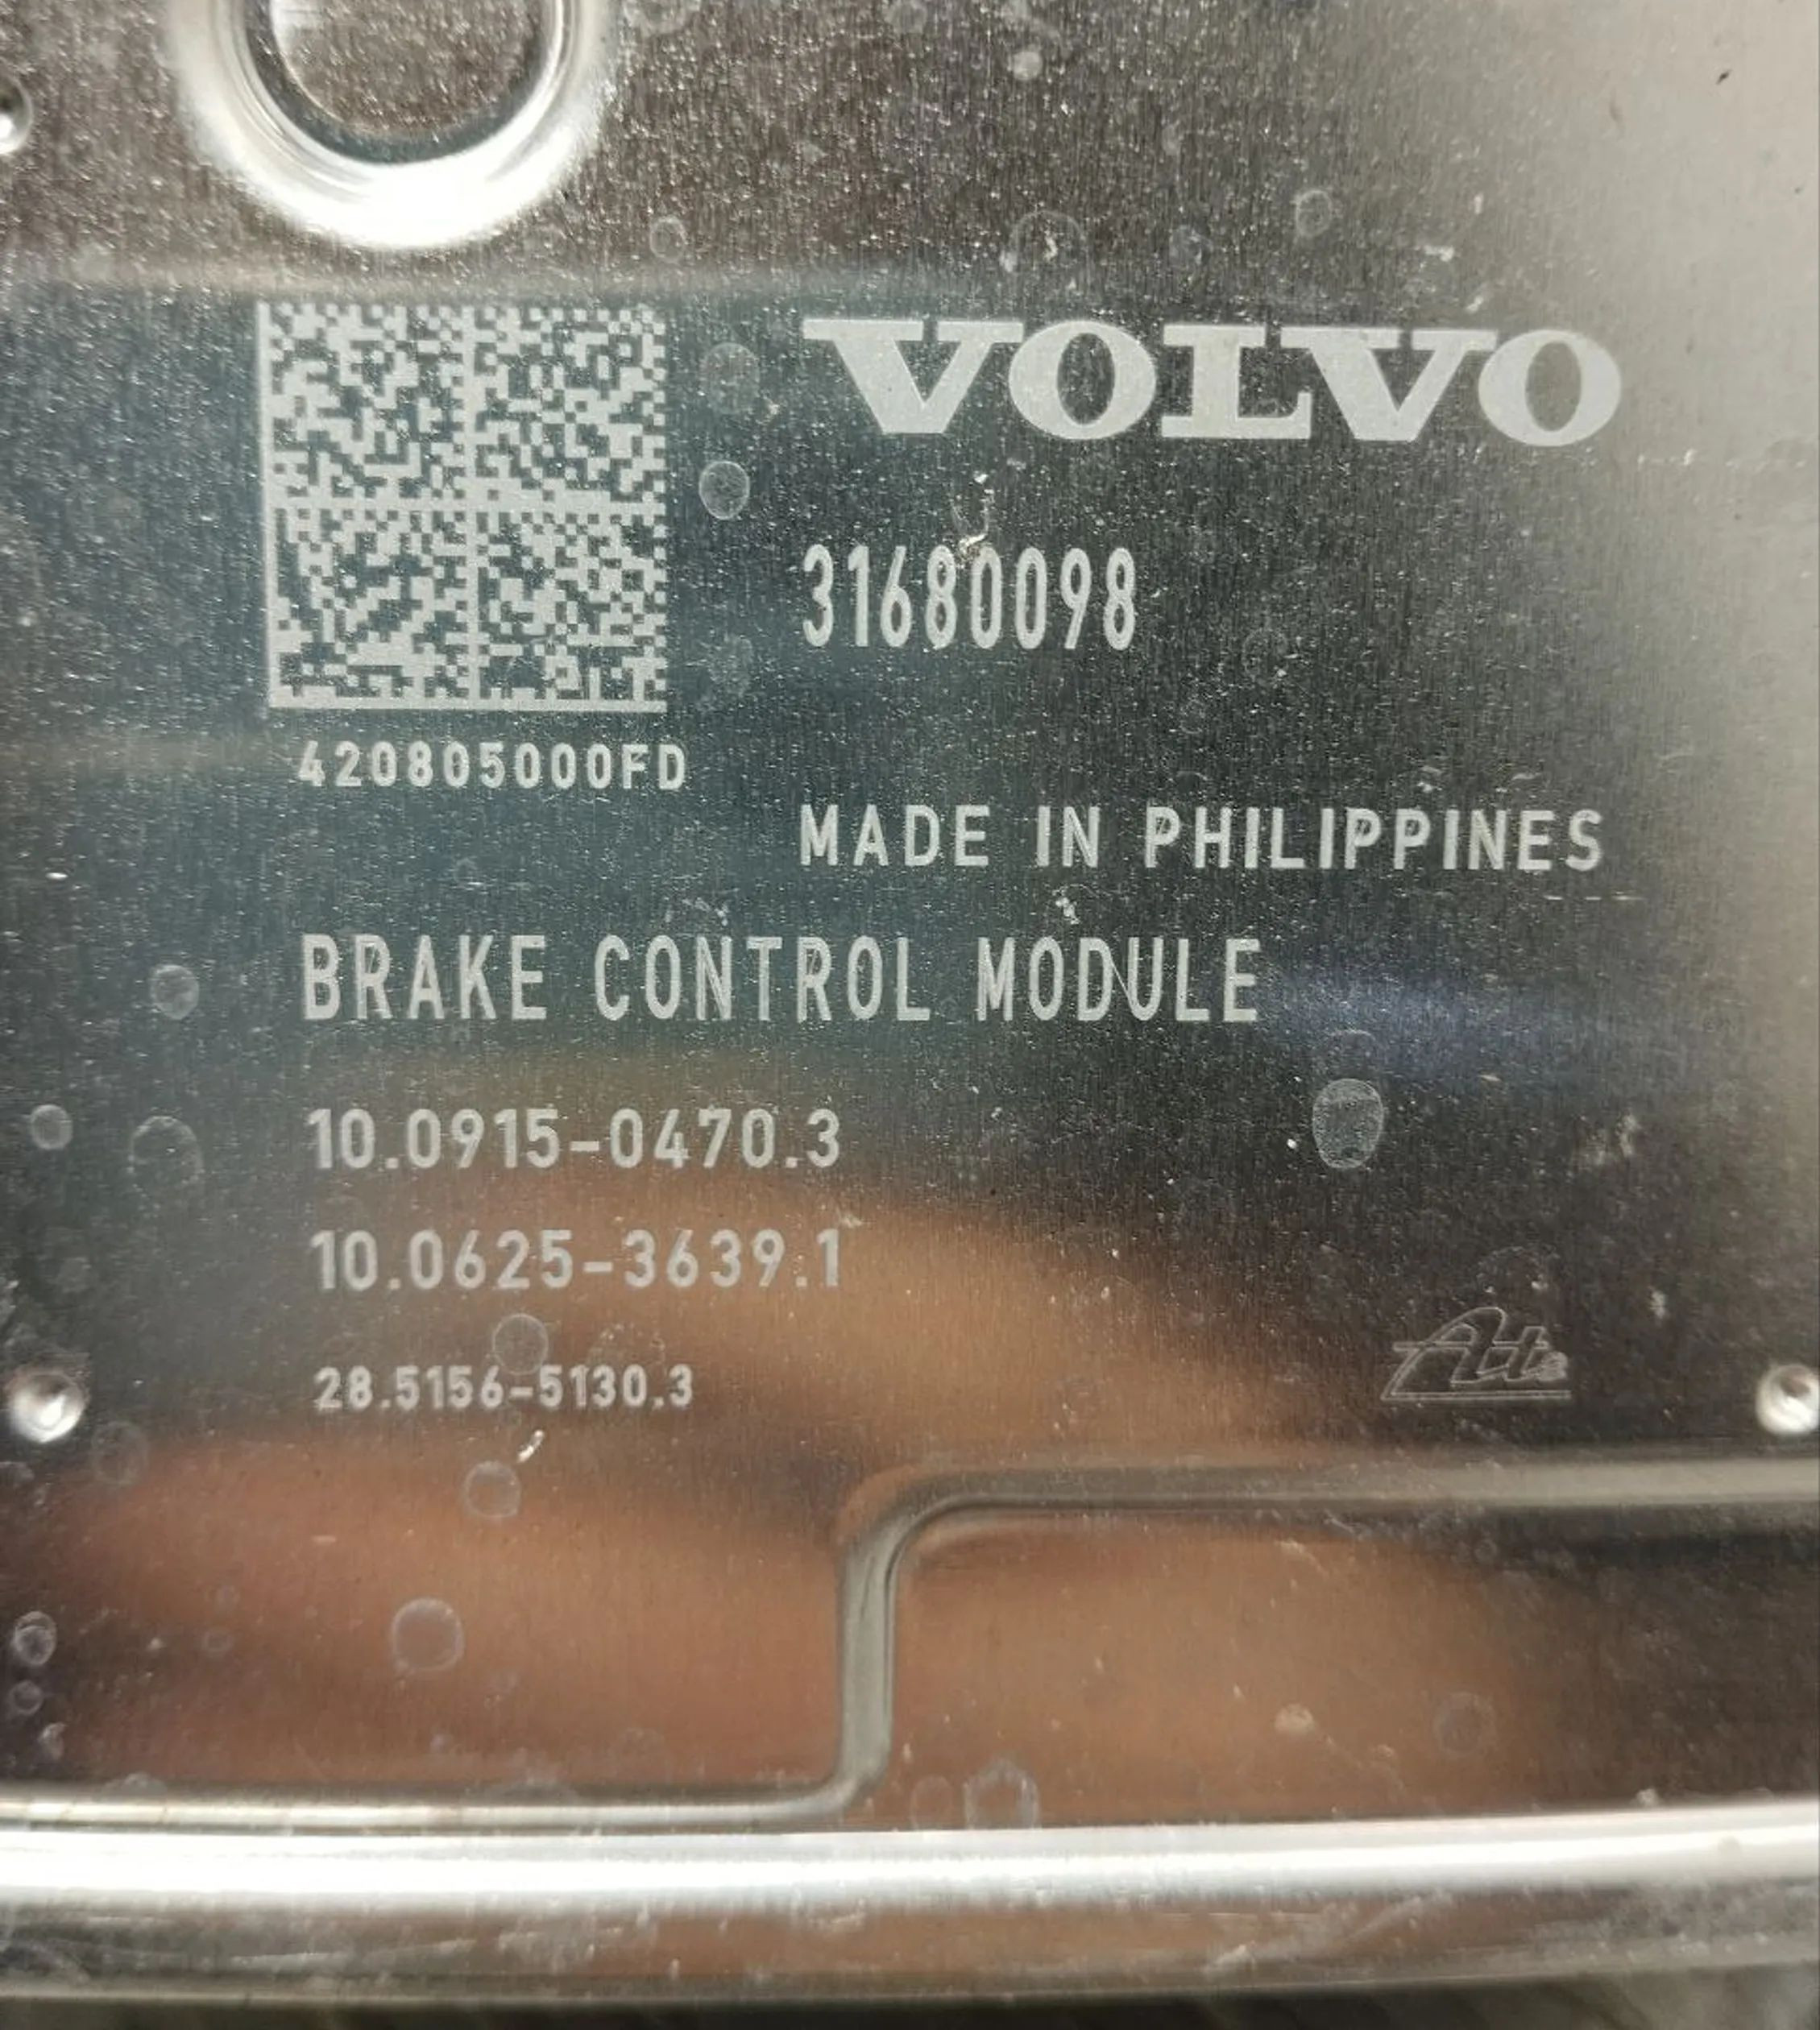 VOLVO
31680098
420805000FD
MADE IN PHILIPPINES
BRAKE CONTROL MODULE
10.0915-0470.3
10.0625-3639.1
28.5156-5130.3
Ate